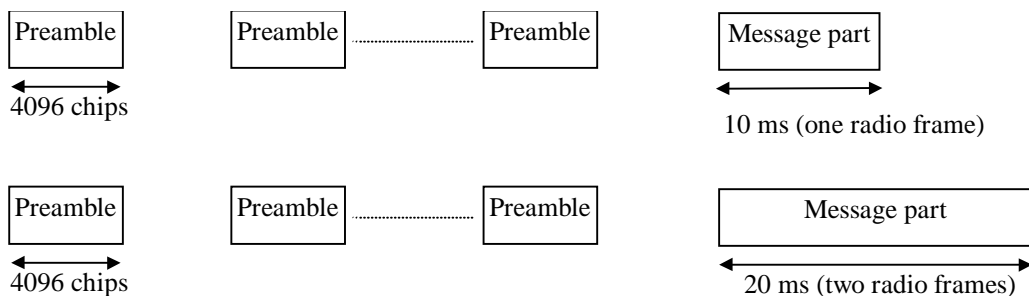 Preamble Preamble Preamble Message part
4096 chips
10 ms (one radio frame)
Preamble Preamble Preamble Message part
4096 chips
20 ms (two radio frames)